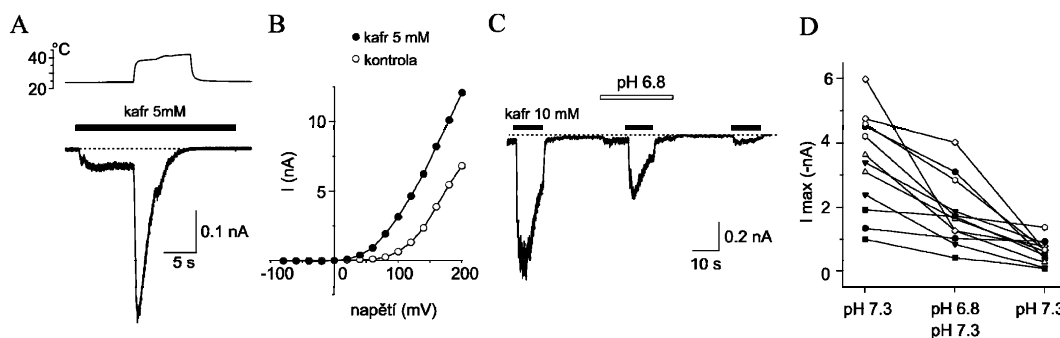 A
°C
40
20
kafr 5mM
0.1 nA
5 s
B
kafr 5 mM
kontrola
I (nA)
10
5
-100
0
100
200
napětí (mV)
C
pH 6.8
kafr 10 mM
0.2 nA
10 s
D
I max (-nA)
6
4
2
0
pH 7.3
pH 6.8
pH 7.3
pH 7.3